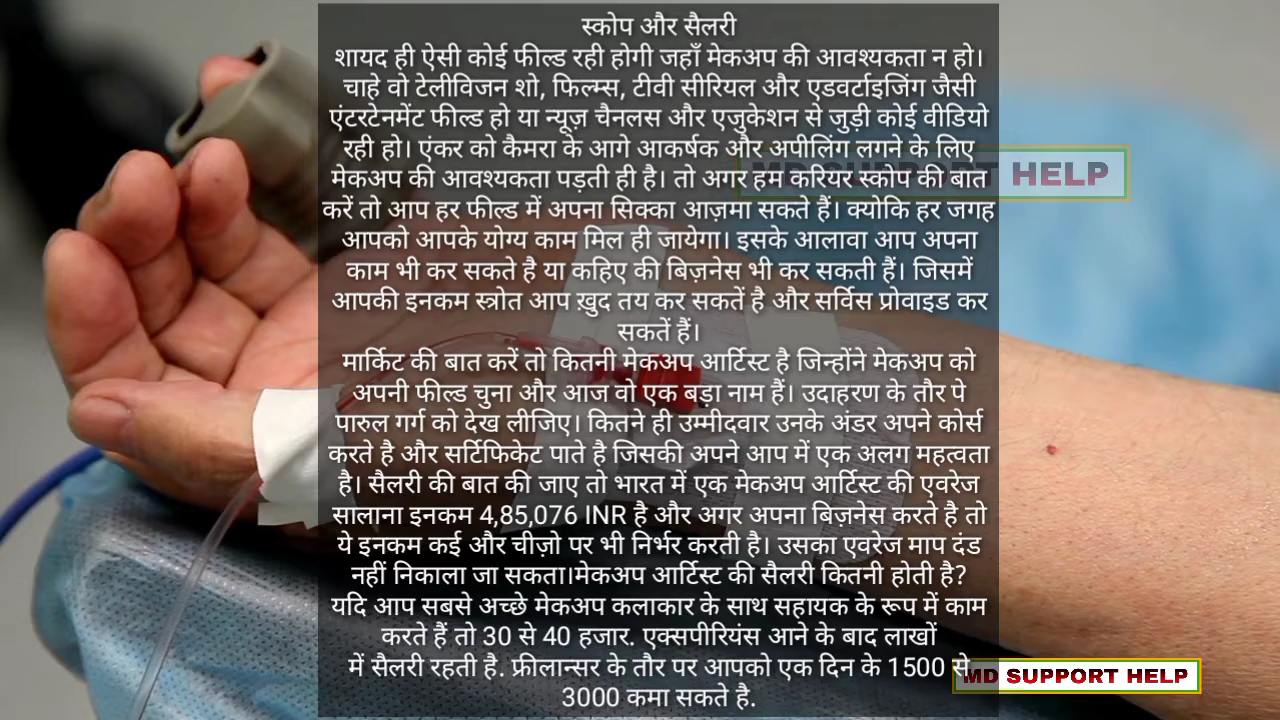 स्कोप और सैलरी
शायद ही ऐसी कोई फील्ड रही होगी जहाँ मेकअप की आवश्यकता न हो।
चाहे वो टेलीविजन शो, फिल्म्स, टीवी सीरियल और एडवर्टाइजिंग जैसी
एंटरटेनमेंट फील्ड हो या न्यूज़ चैनलस और एजुकेशन से जुड़ी कोई वीडियो
रही हो। एंकर को कैमरा के आगे आकर्षक और अपीलिंग लगने के लिए
मेकअप की आवश्यकता पड़ती ही है। तो अगर हम करियर स्कोप की बात
करें तो आप हर फील्ड में अपना सिक्का आज़मा सकते हैं। क्योकि हर जगह
आपको आपके योग्य काम मिल ही जायेगा। इसके आलावा आप अपना
काम भी कर सकते है या कहिए की बिज़नेस भी कर सकती हैं। जिसमें
आपकी इनकम स्त्रोत आप ख़ुद तय कर सकतें है और सर्विस प्रोवाइड कर
सकतें हैं।
मार्किट की बात करें तो कितनी मेकअप आर्टिस्ट है जिन्होंने मेकअप को
अपनी फील्ड चुना और आज वो एक बड़ा नाम हैं। उदाहरण के तौर पे
पारुल गर्ग को देख लीजिए। कितने ही उम्मीदवार उनके अंडर अपने कोर्स
करते है और सर्टिफिकेट पाते है जिसकी अपने आप में एक अलग महत्वता
है। सैलरी की बात की जाए तो भारत में एक मेकअप आर्टिस्ट की एवरेज
सालाना इनकम 4,85,076 INR है और अगर अपना बिज़नेस करते है तो
ये इनकम कई और चीज़ो पर भी निर्भर करती है। उसका एवरेज माप दंड
नहीं निकाला जा सकता।मेकअप आर्टिस्ट की सैलरी कितनी होती है?
यदि आप सबसे अच्छे मेकअप कलाकार के साथ सहायक के रूप में काम
करते हैं तो 30 से 40 हजार. एक्सपीरियंस आने के बाद लाखों
में सैलरी रहती है. फ्रीलान्सर के तौर पर आपको एक दिन के 1500 से
3000 कमा सकते है.
MD SUPPORT HELP
MD SUPPORT HELP